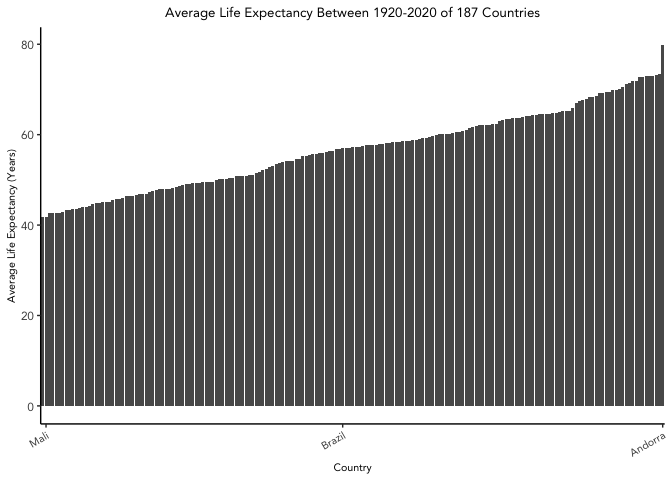 Average Life Expectancy Between 1920-2020 of 187 Countries
Average Life Expectancy (Years)
80
60
40
20
0
Mali
Brazil
Andorra
Country